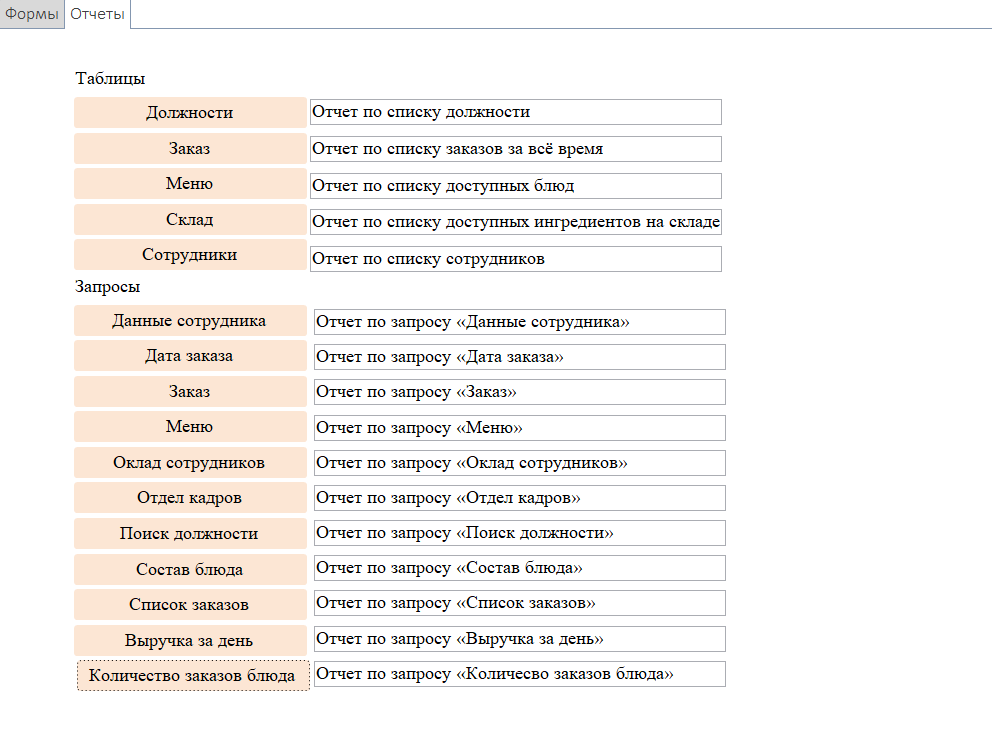 Формы Отчеты
Таблицы
Должности Отчет по списку должности
Заказ Отчет по списку заказов за всё время
Меню Отчет по списку доступных блюд
Склад Отчет по списку доступных ингредиентов на складе
Сотрудники Отчет по списку сотрудников
Запросы
Данные сотрудника Отчет по запросу «Данные сотрудника»
Дата заказа Отчет по запросу «Дата заказа»
Заказ Отчет по запросу «Заказ»
Меню Отчет по запросу «Меню»
Оклад сотрудников Отчет по запросу «Оклад сотрудников»
Отдел кадров Отчет по запросу «Отдел кадров»
Поиск должности Отчет по запросу «Поиск должности»
Состав блюда Отчет по запросу «Состав блюда»
Список заказов Отчет по запросу «Список заказов»
Выручка за день Отчет по запросу «Выручка за день»
Количество заказов блюда Отчет по запросу «Количесво заказов блюда»